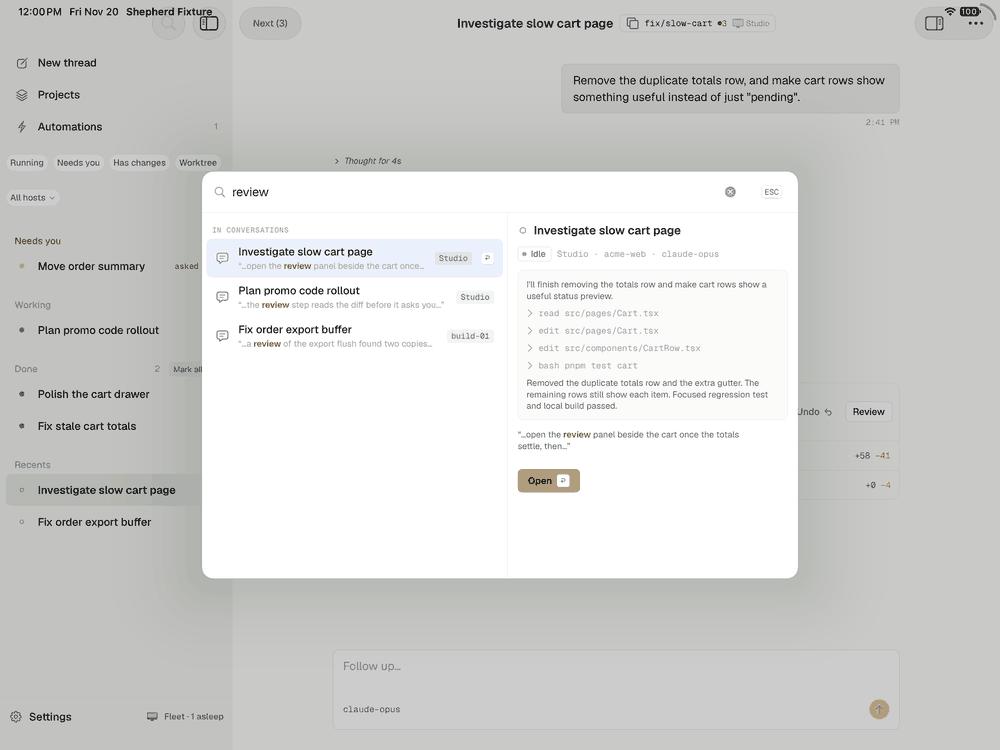 12:00 PM Fri Nov 20 Shepherd Fixture
100
Next (3)
Investigate slow cart page
fix/slow-cart 3 Studio
New thread
Projects
Automations 1
Running Needs you Has changes Worktree
All hosts
Needs you
Move order summary asked
Working
Plan promo code rollout
Done 2 Mark all
Polish the cart drawer
Fix stale cart totals
Recents
Investigate slow cart page
Fix order export buffer
Settings
Fleet · 1 asleep
Remove the duplicate totals row, and make cart rows show
something useful instead of just "pending".
2:41 PM
Thought for 4s
review
ESC
IN CONVERSATIONS
Investigate slow cart page
"…open the review panel beside the cart once…
Studio
Plan promo code rollout
"…the review step reads the diff before it asks you…"
Studio
Fix order export buffer
"…a review of the export flush found two copies…
build-01
Investigate slow cart page
Idle Studio · acme-web · claude-opus
I'll finish removing the totals row and make cart rows show a
useful status preview.
read src/pages/Cart.tsx
edit src/pages/Cart.tsx
edit src/components/CartRow.tsx
bash pnpm test cart
Removed the duplicate totals row and the extra gutter. The
remaining rows still show each item. Focused regression test
and local build passed.
"…open the review panel beside the cart once the totals
settle, then…"
Open
Undo
Review
+58 −41
+0 −4
Follow up…
claude-opus